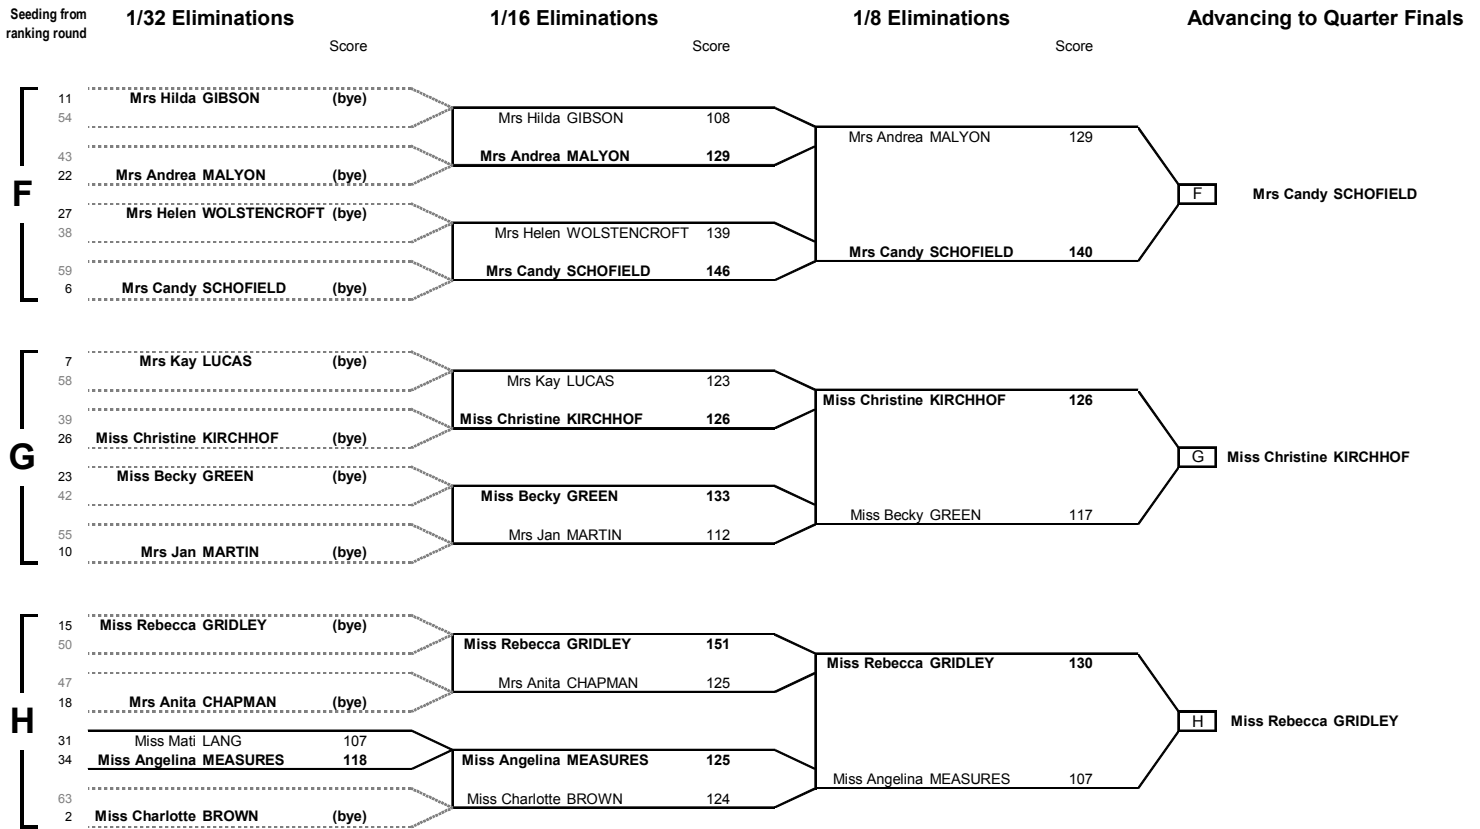 Seeding from ranking round 1/32 Eliminations 1/16 Eliminations 1/8 Eliminations Advancing to Quarter Finals
Score Score Score
F
11 Mrs Hilda GIBSON (bye)
54
Mrs Hilda GIBSON 108
Mrs Andrea MALYON 129
43
Mrs Andrea MALYON 129
22 Mrs Andrea MALYON (bye)
F Mrs Candy SCHOFIELD
27 Mrs Helen WOLSTENCROFT (bye)
38
Mrs Helen WOLSTENCROFT 139
Mrs Candy SCHOFIELD 140
59
Mrs Candy SCHOFIELD 146
6 Mrs Candy SCHOFIELD (bye)
G
7 Mrs Kay LUCAS (bye)
58
Mrs Kay LUCAS 123
Miss Christine KIRCHHOF 126
39
Miss Christine KIRCHHOF 126
26 Miss Christine KIRCHHOF (bye)
G Miss Christine KIRCHHOF
23 Miss Becky GREEN (bye)
42
Miss Becky GREEN 133
Miss Becky GREEN 117
55
Mrs Jan MARTIN 112
10 Mrs Jan MARTIN (bye)
H
15 Miss Rebecca GRIDLEY (bye)
50
Miss Rebecca GRIDLEY 151
Miss Rebecca GRIDLEY 130
47
Mrs Anita CHAPMAN 125
18 Mrs Anita CHAPMAN (bye)
H Miss Rebecca GRIDLEY
31 Miss Mati LANG 107
34 Miss Angelina MEASURES 118
Miss Angelina MEASURES 125
Miss Angelina MEASURES 107
63
Miss Charlotte BROWN 124
2 Miss Charlotte BROWN (bye)